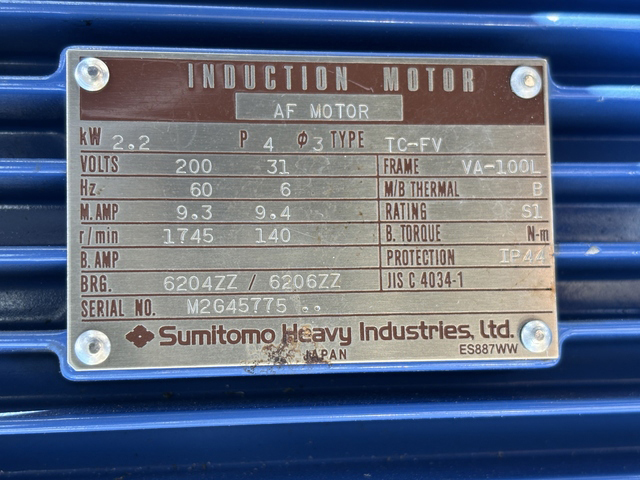 INDUCTION MOTOR
AF MOTOR
kW 2.2 P 4 ϕ 3 TYPE TC-FV
VOLTS 200 31 FRAME VA-100L
Hz 60 6 M/B THERMAL B
M.AMP 9.3 9.4 RATING S1
r/min 1745 140 B. TORQUE N-m
B.AMP PROTECTION IP44
BRG. 6204ZZ / 6206ZZ JIS C 4034-1
SERIAL NO. M2G45775 ..
Sumitomo Heavy Industries, Ltd.
JAPAN ES887WW